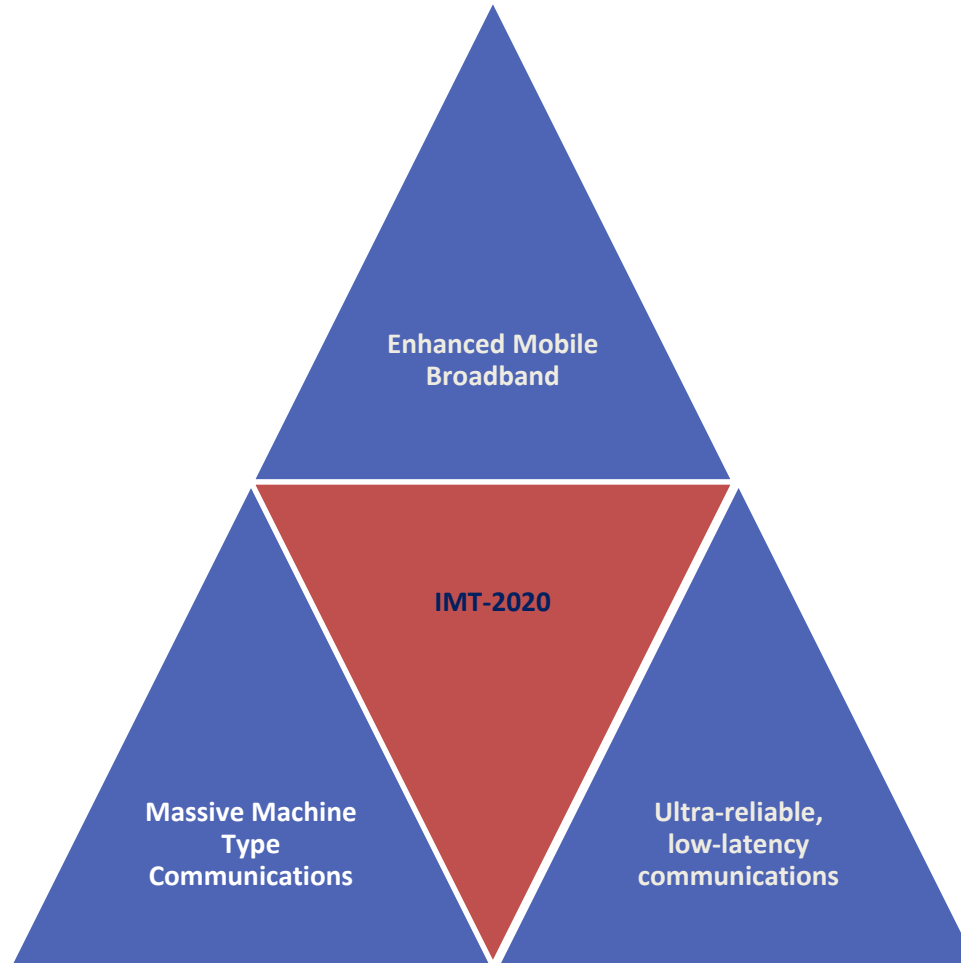 Enhanced Mobile
Broadband
IMT-2020
Massive Machine
Type
Communications
Ultra-reliable,
low-latency
communications